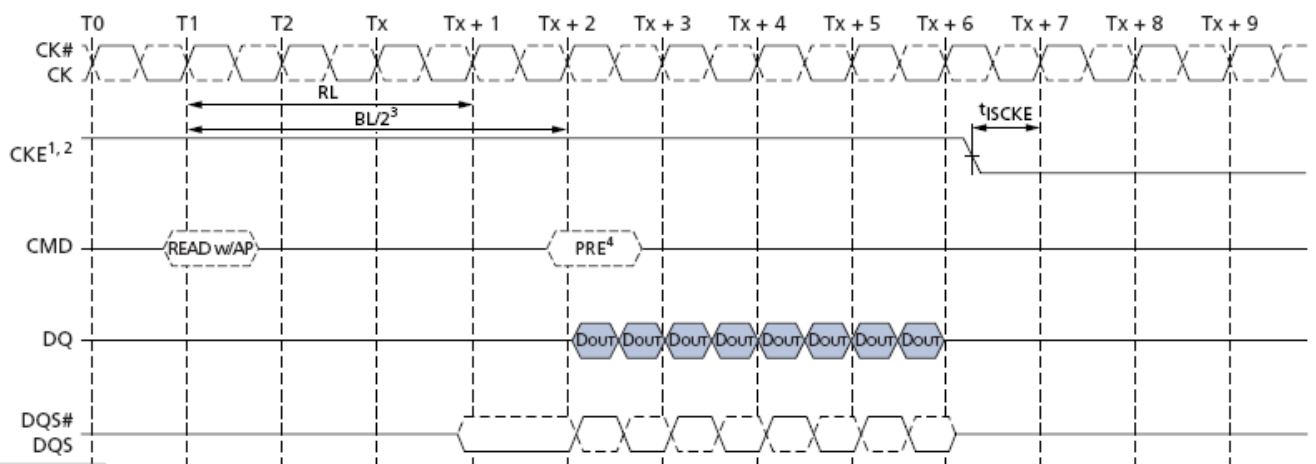 T0 T1 T2 Tx Tx + 1 Tx + 2 Tx + 3 Tx + 4 Tx + 5 Tx + 6 Tx + 7 Tx + 8 Tx + 9
CK#
CK
RL
BL/2³
tISCKE
CKE¹, ²
CMD READ w/AP PRE⁴
DQ DOUT DOUT DOUT DOUT DOUT DOUT DOUT DOUT
DQS#
DQS